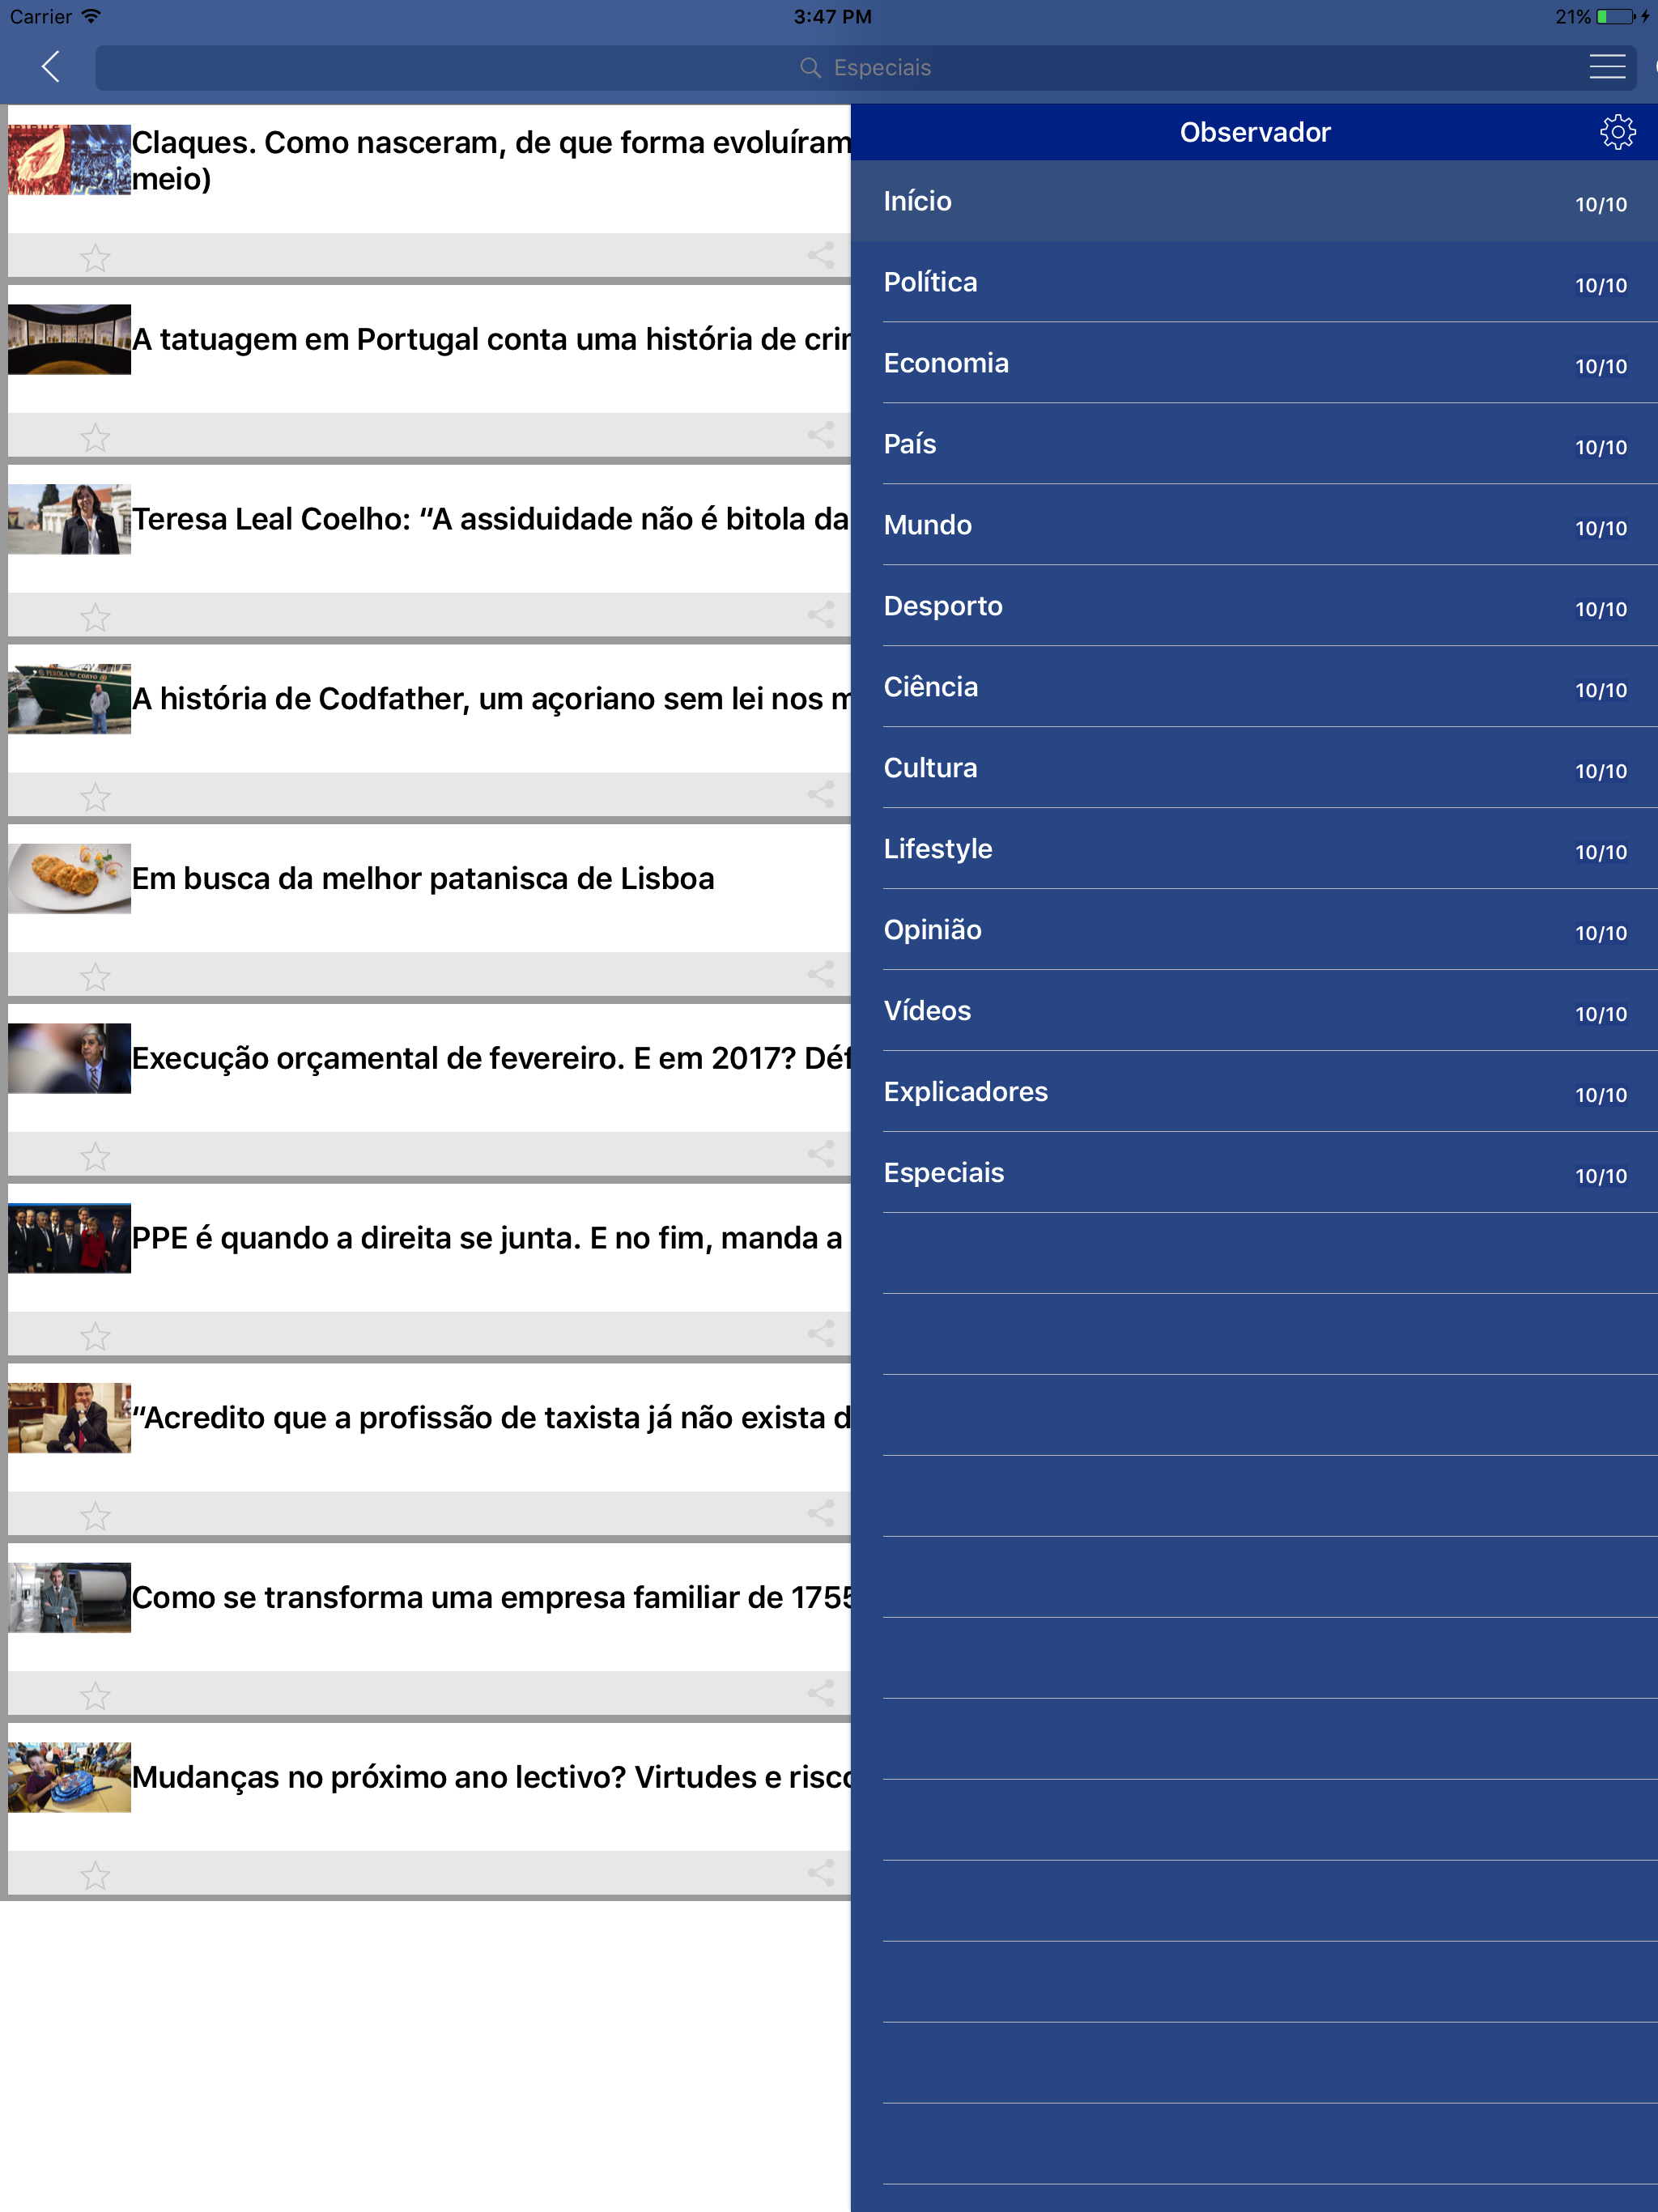 Carrier
3:47 PM
21%
Especiais
Claques. Como nasceram, de que forma evoluíram
meio)
A tatuagem em Portugal conta uma história de
Teresa Leal Coelho: “A assiduidade não é bitola da
A história de Codfather, um açoriano sem lei nos
Em busca da melhor patanisca de Lisboa
Execução orçamental de fevereiro. E em 2017?
PPE é quando a direita se junta. E no fim, manda a
“Acredito que a profissão de taxista já não exista
Como se transforma uma empresa familiar de 1755
Mudanças no próximo ano lectivo? Virtudes e
Observador
Início 10/10
Política 10/10
Economia 10/10
País 10/10
Mundo 10/10
Desporto 10/10
Ciência 10/10
Cultura 10/10
Lifestyle 10/10
Opinião 10/10
Vídeos 10/10
Explicadores 10/10
Especiais 10/10